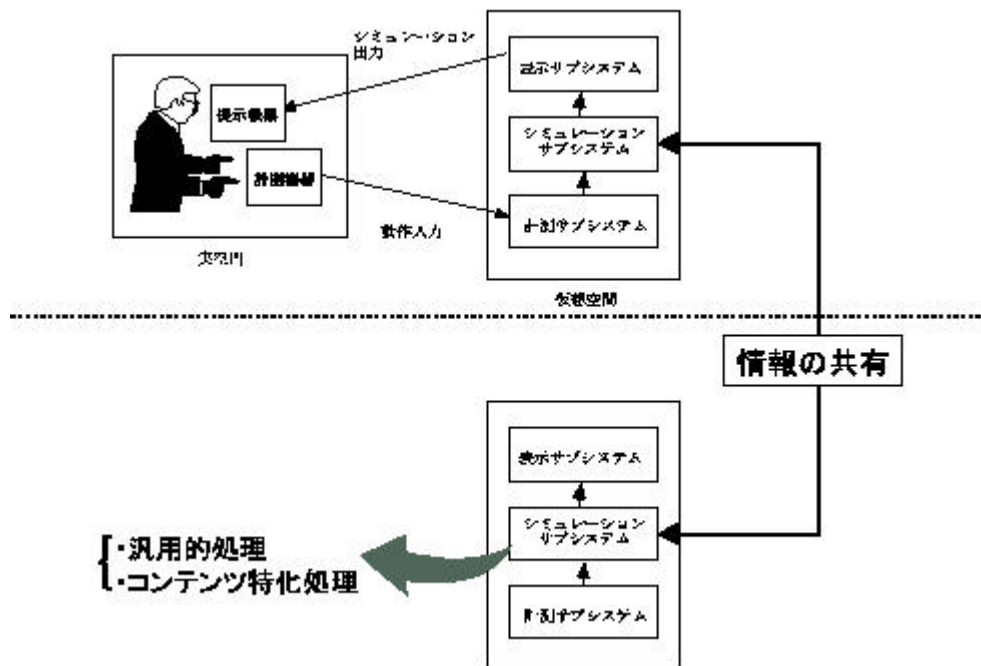 シミュレーション
出力
表示サブシステム
提示機器
シミュレーション
サブシステム
計測機器
計測サブシステム
動作入力
実空間
仮想空間
情報の共有
表示サブシステム
シミュレーション
サブシステム
・汎用的処理
・コンテンツ特化処理
計測サブシステム